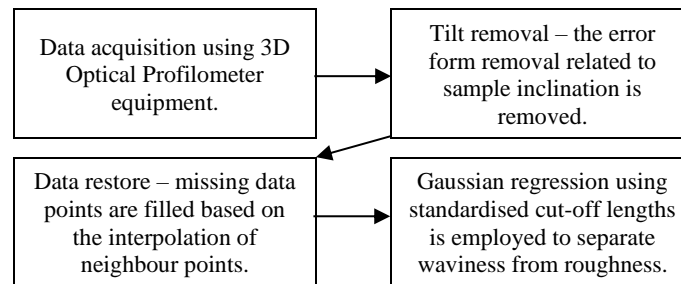 Data acquisition using 3D
Optical Profilometer
equipment.
Tilt removal – the error
form removal related to
sample inclination is
removed.
Data restore – missing data
points are filled based on
the interpolation of
neighbour points.
Gaussian regression using
standardised cut-off lengths
is employed to separate
waviness from roughness.